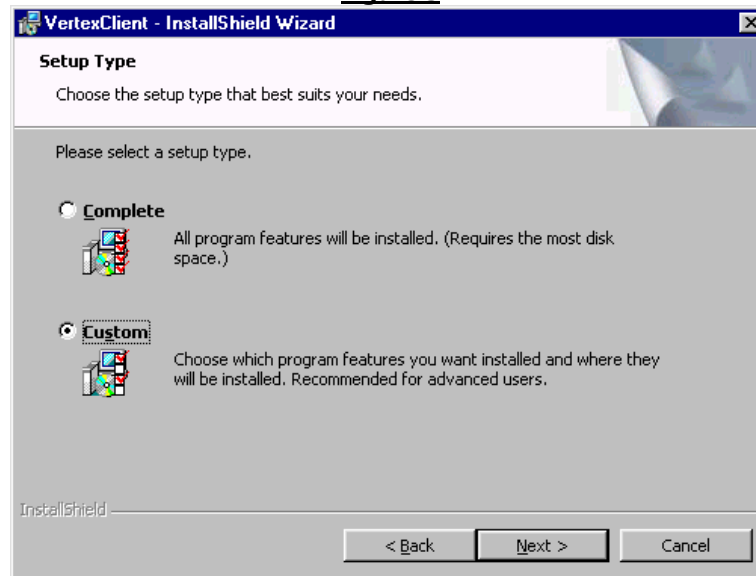 VertexClient - InstallShield Wizard
Setup Type
Choose the setup type that best suits your needs.
Please select a setup type.
Complete
All program features will be installed. (Requires the most disk
space.)
Custom
Choose which program features you want installed and where they
will be installed. Recommended for advanced users.
InstallShield
< Back
Next >
Cancel